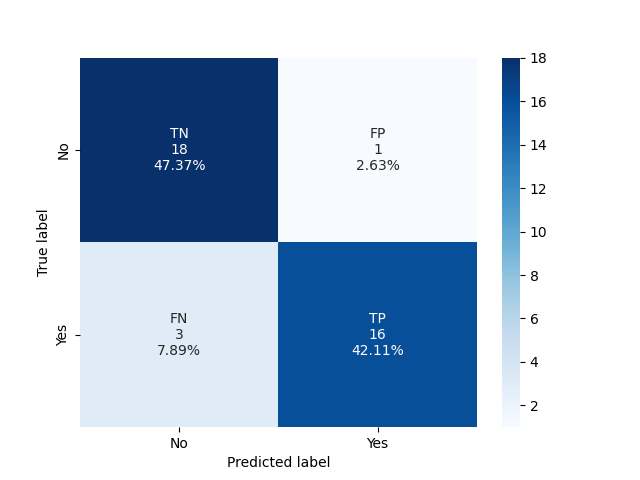 TN
18
47.37%
FP
1
2.63%
FN
3
7.89%
TP
16
42.11%
No
Yes
True label
No
Yes
Predicted label
18
16
14
12
10
8
6
4
2